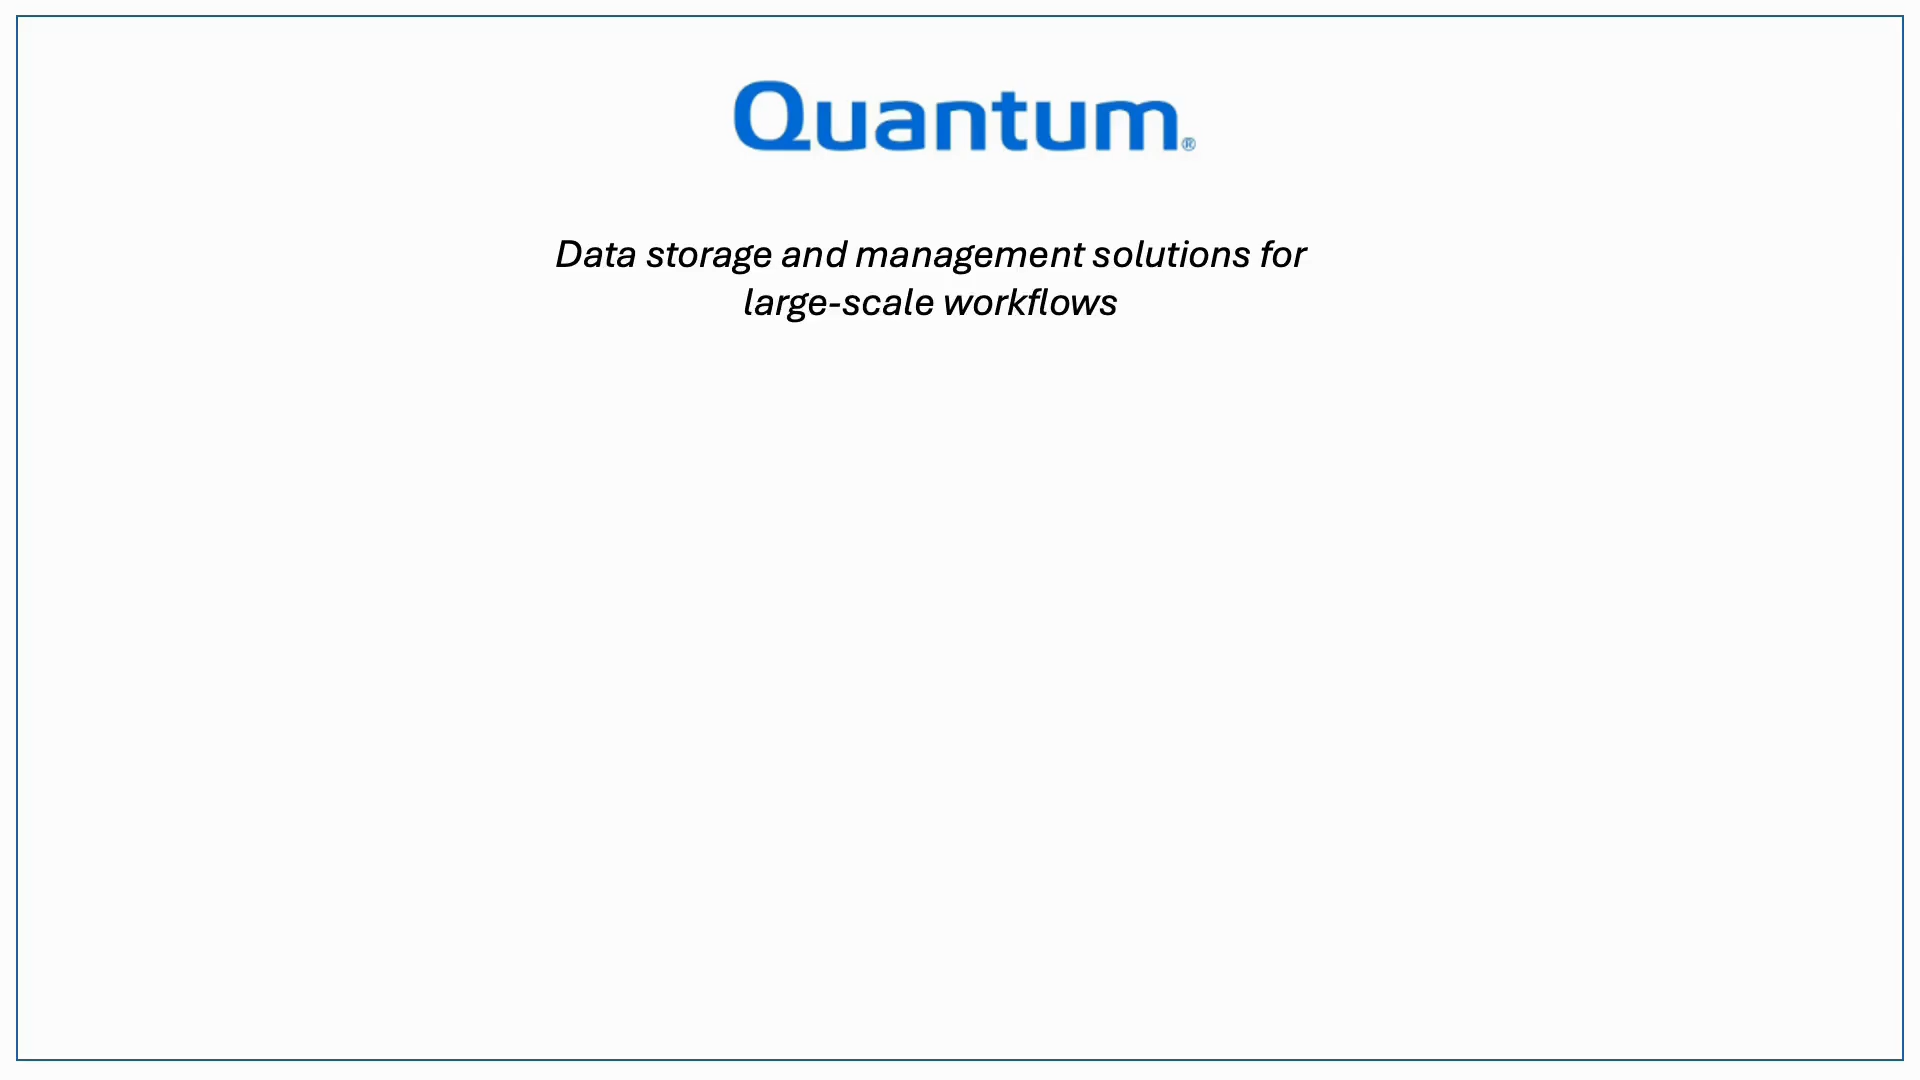 Quantum®
Data storage and management solutions for
large-scale workflows